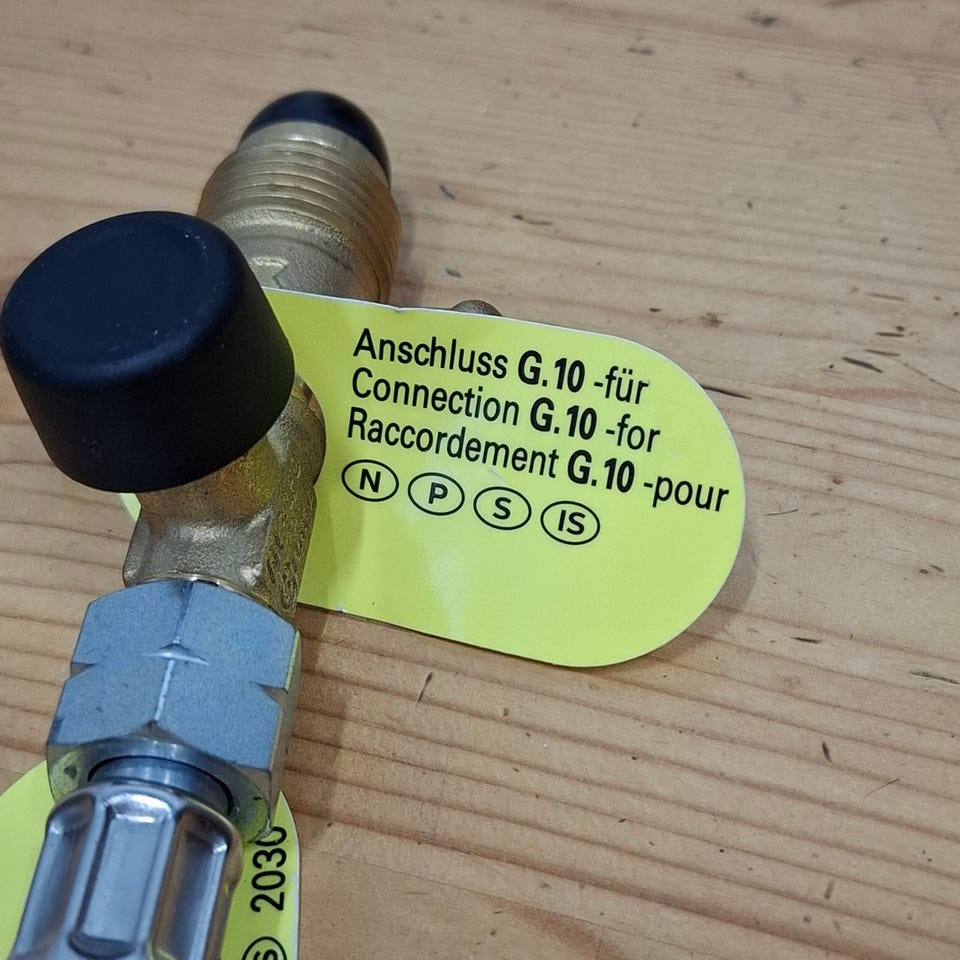 Anschluss G.10 -für
Connection G.10 -for
Raccordement G.10 -pour
N P S IS
2030
S